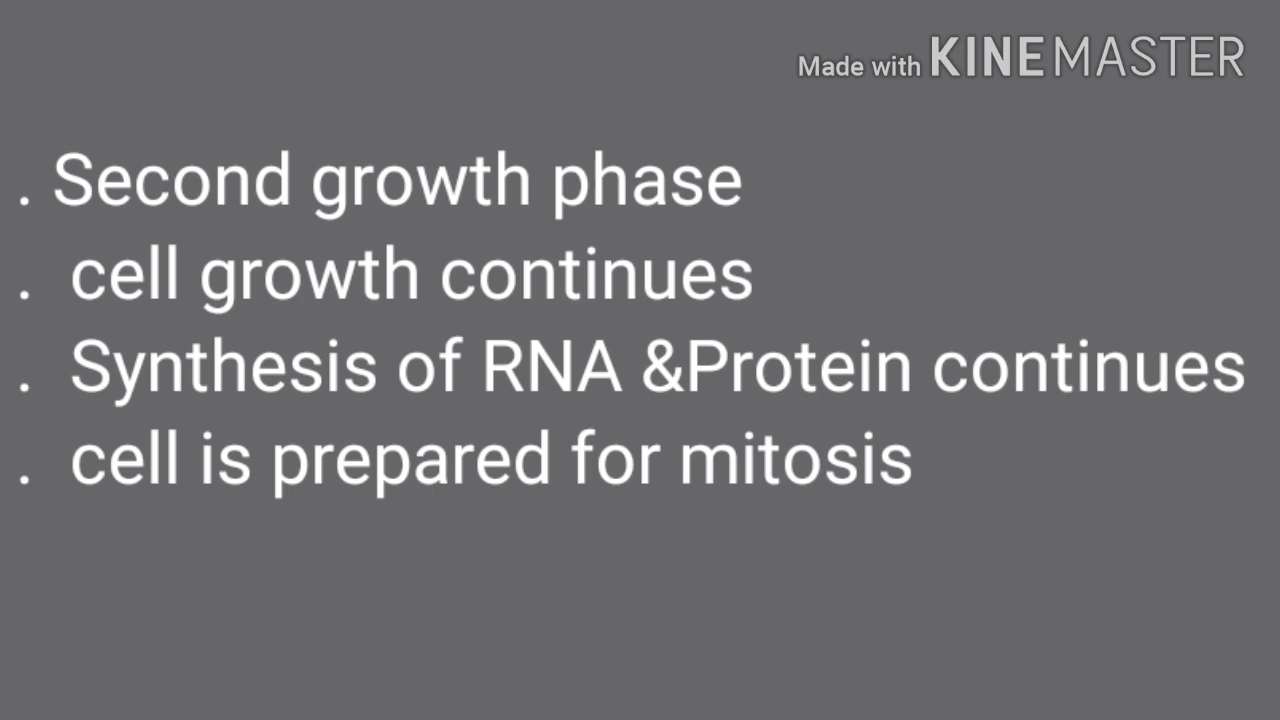 Made with KINEMASTER
. Second growth phase
. cell growth continues
. Synthesis of RNA &Protein continues
. cell is prepared for mitosis